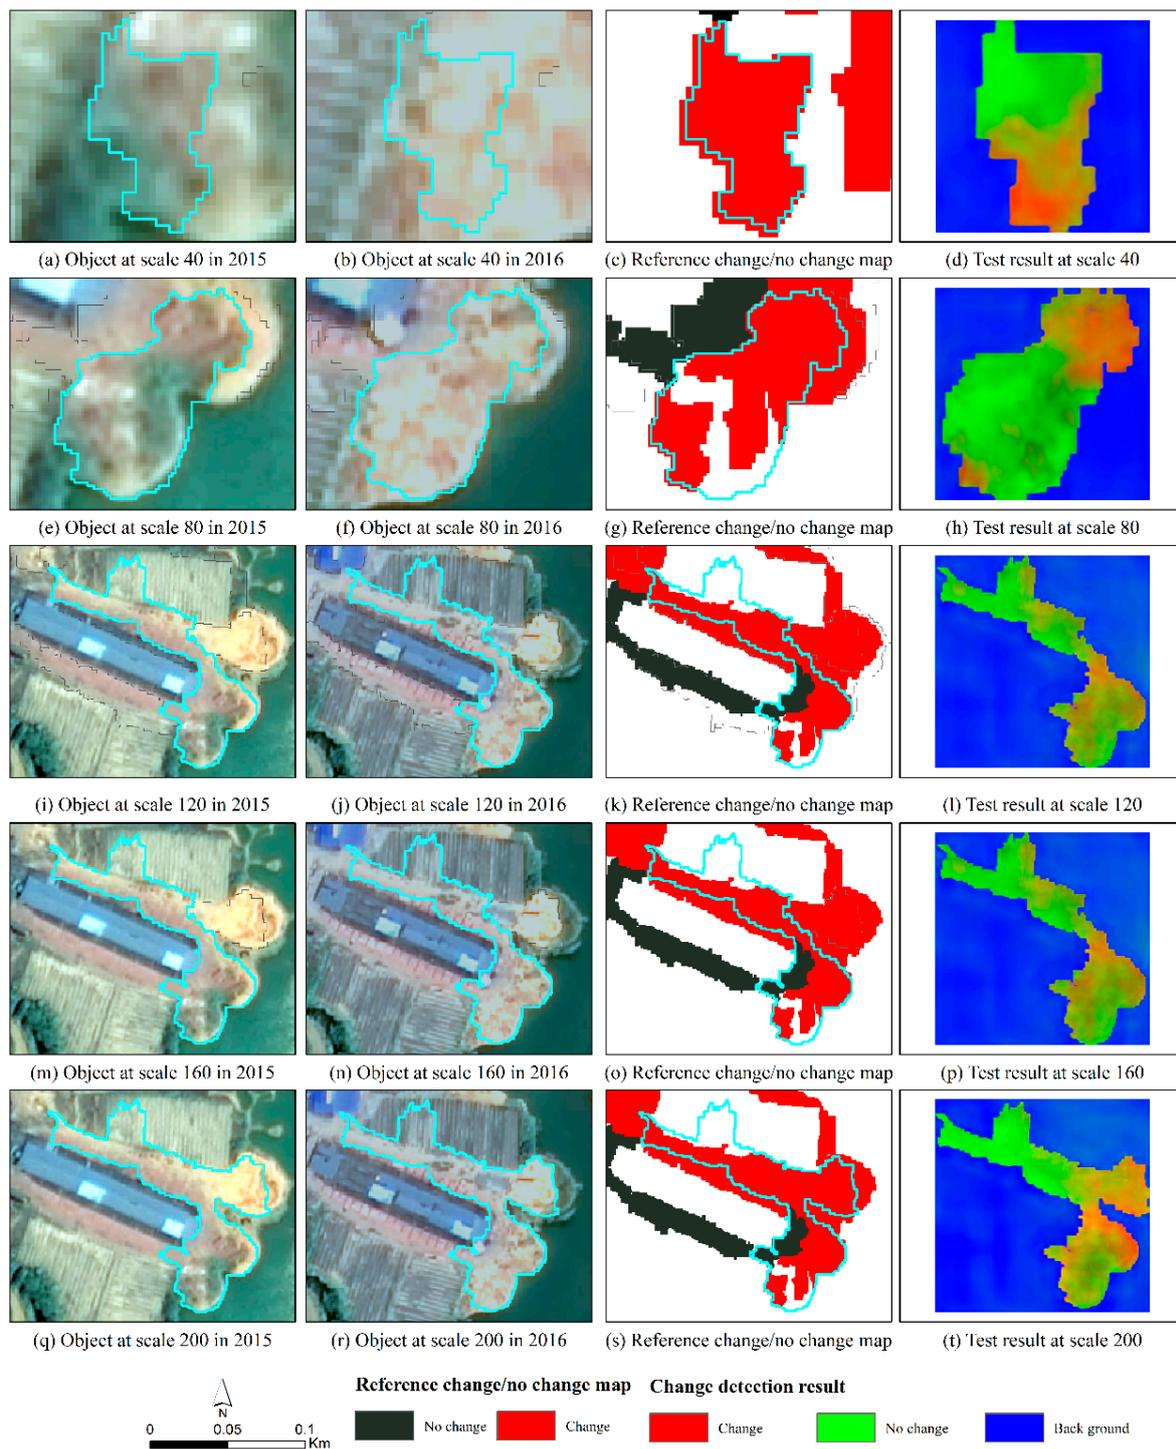 (a) Object at scale 40 in 2015 (b) Object at scale 40 in 2016 (c) Reference change/no change map (d) Test result at scale 40
(e) Object at scale 80 in 2015 (f) Object at scale 80 in 2016 (g) Reference change/no change map (h) Test result at scale 80
(i) Object at scale 120 in 2015 (j) Object at scale 120 in 2016 (k) Reference change/no change map (l) Test result at scale 120
(m) Object at scale 160 in 2015 (n) Object at scale 160 in 2016 (o) Reference change/no change map (p) Test result at scale 160
(q) Object at scale 200 in 2015 (r) Object at scale 200 in 2016 (s) Reference change/no change map (t) Test result at scale 200
Reference change/no change map Change detection result
N
0 0.05 0.1
Km
No change Change Change No change Back ground